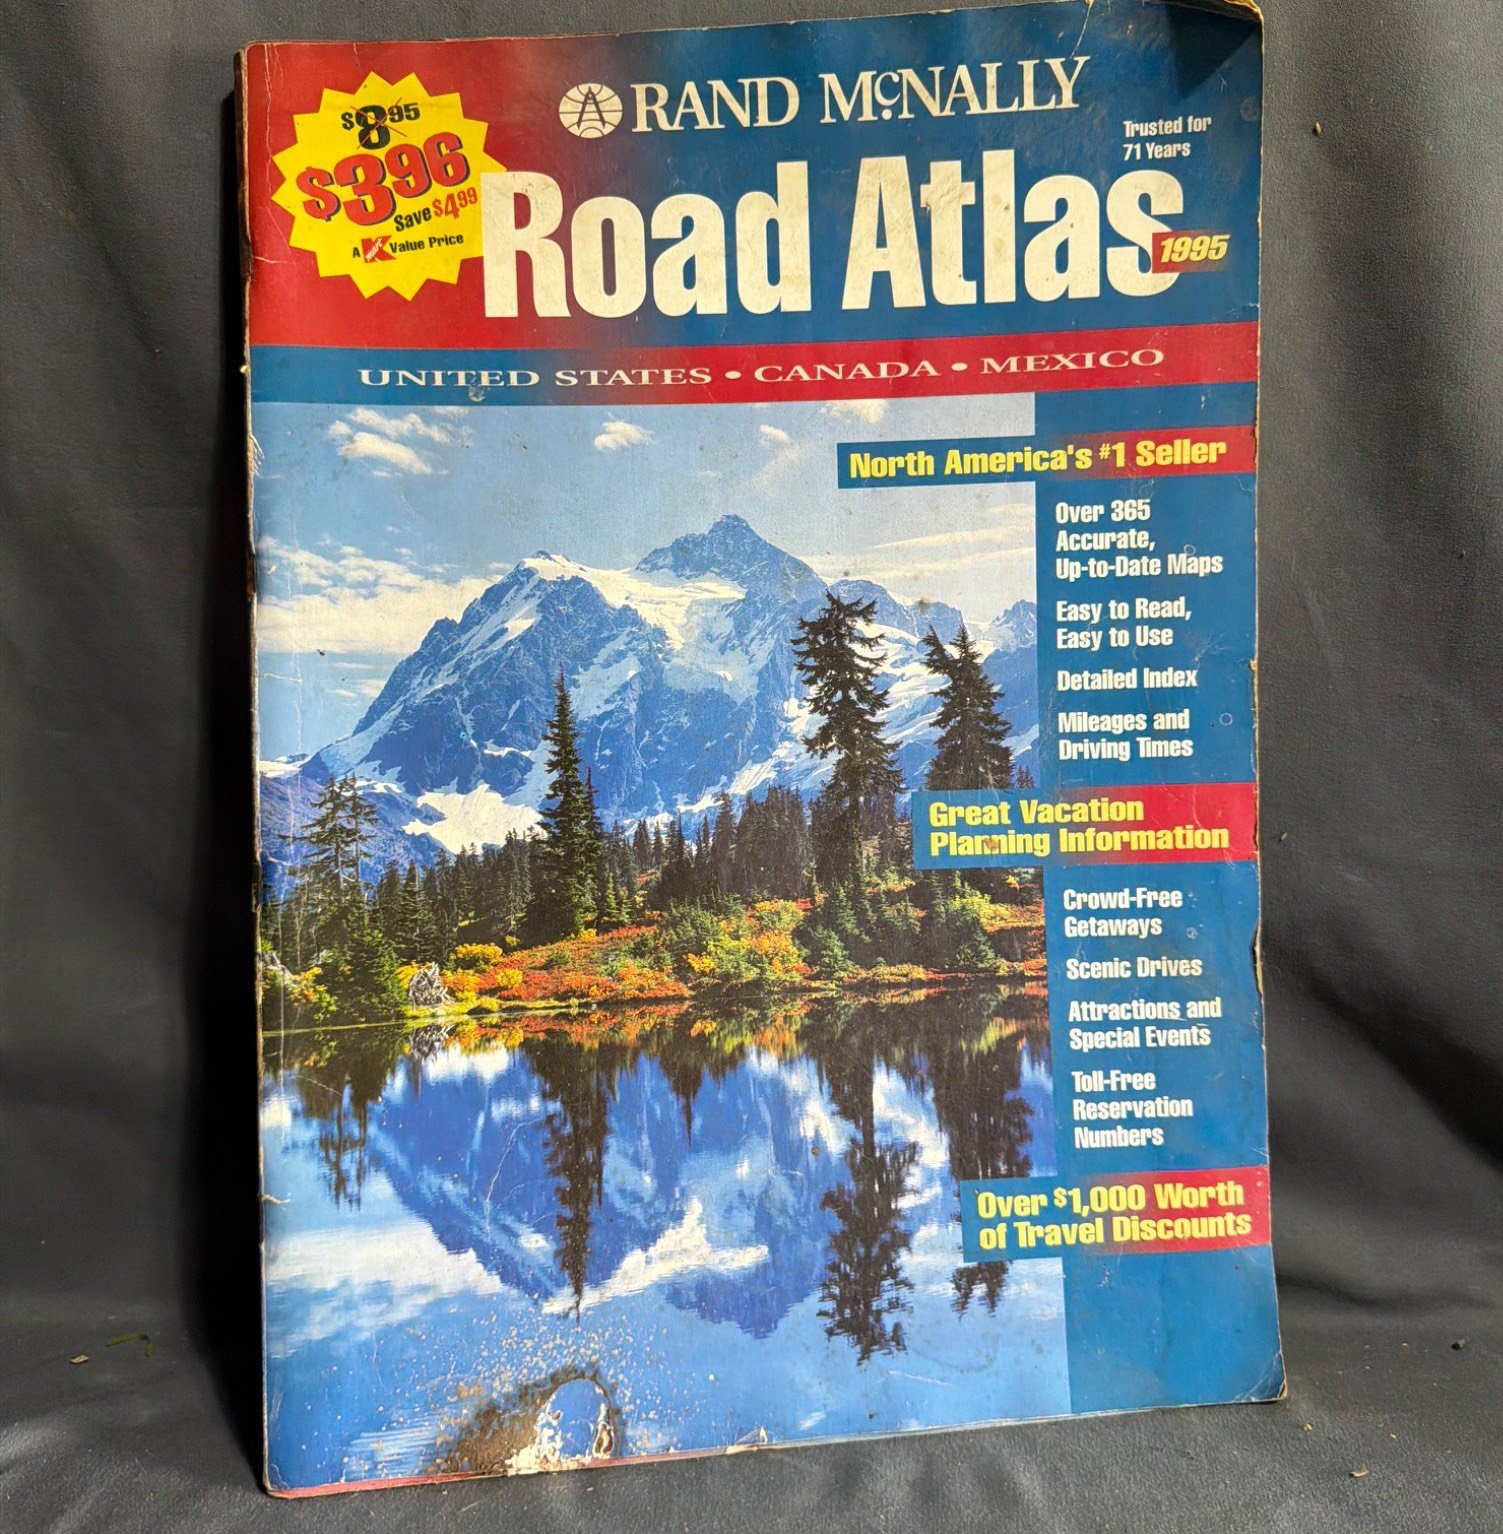 $8.95
$3.96
Save $4.99
A K Value Price
RAND McNALLY
Trusted for
71 Years
Road Atlas
1995
UNITED STATES • CANADA • MEXICO
North America's #1 Seller
Over 365
Accurate,
Up-to-Date Maps
Easy to Read,
Easy to Use
Detailed Index
Mileages and
Driving Times
Great Vacation
Planning Information
Crowd-Free
Getaways
Scenic Drives
Attractions and
Special Events
Toll-Free
Reservation
Numbers
Over $1,000 Worth
of Travel Discounts